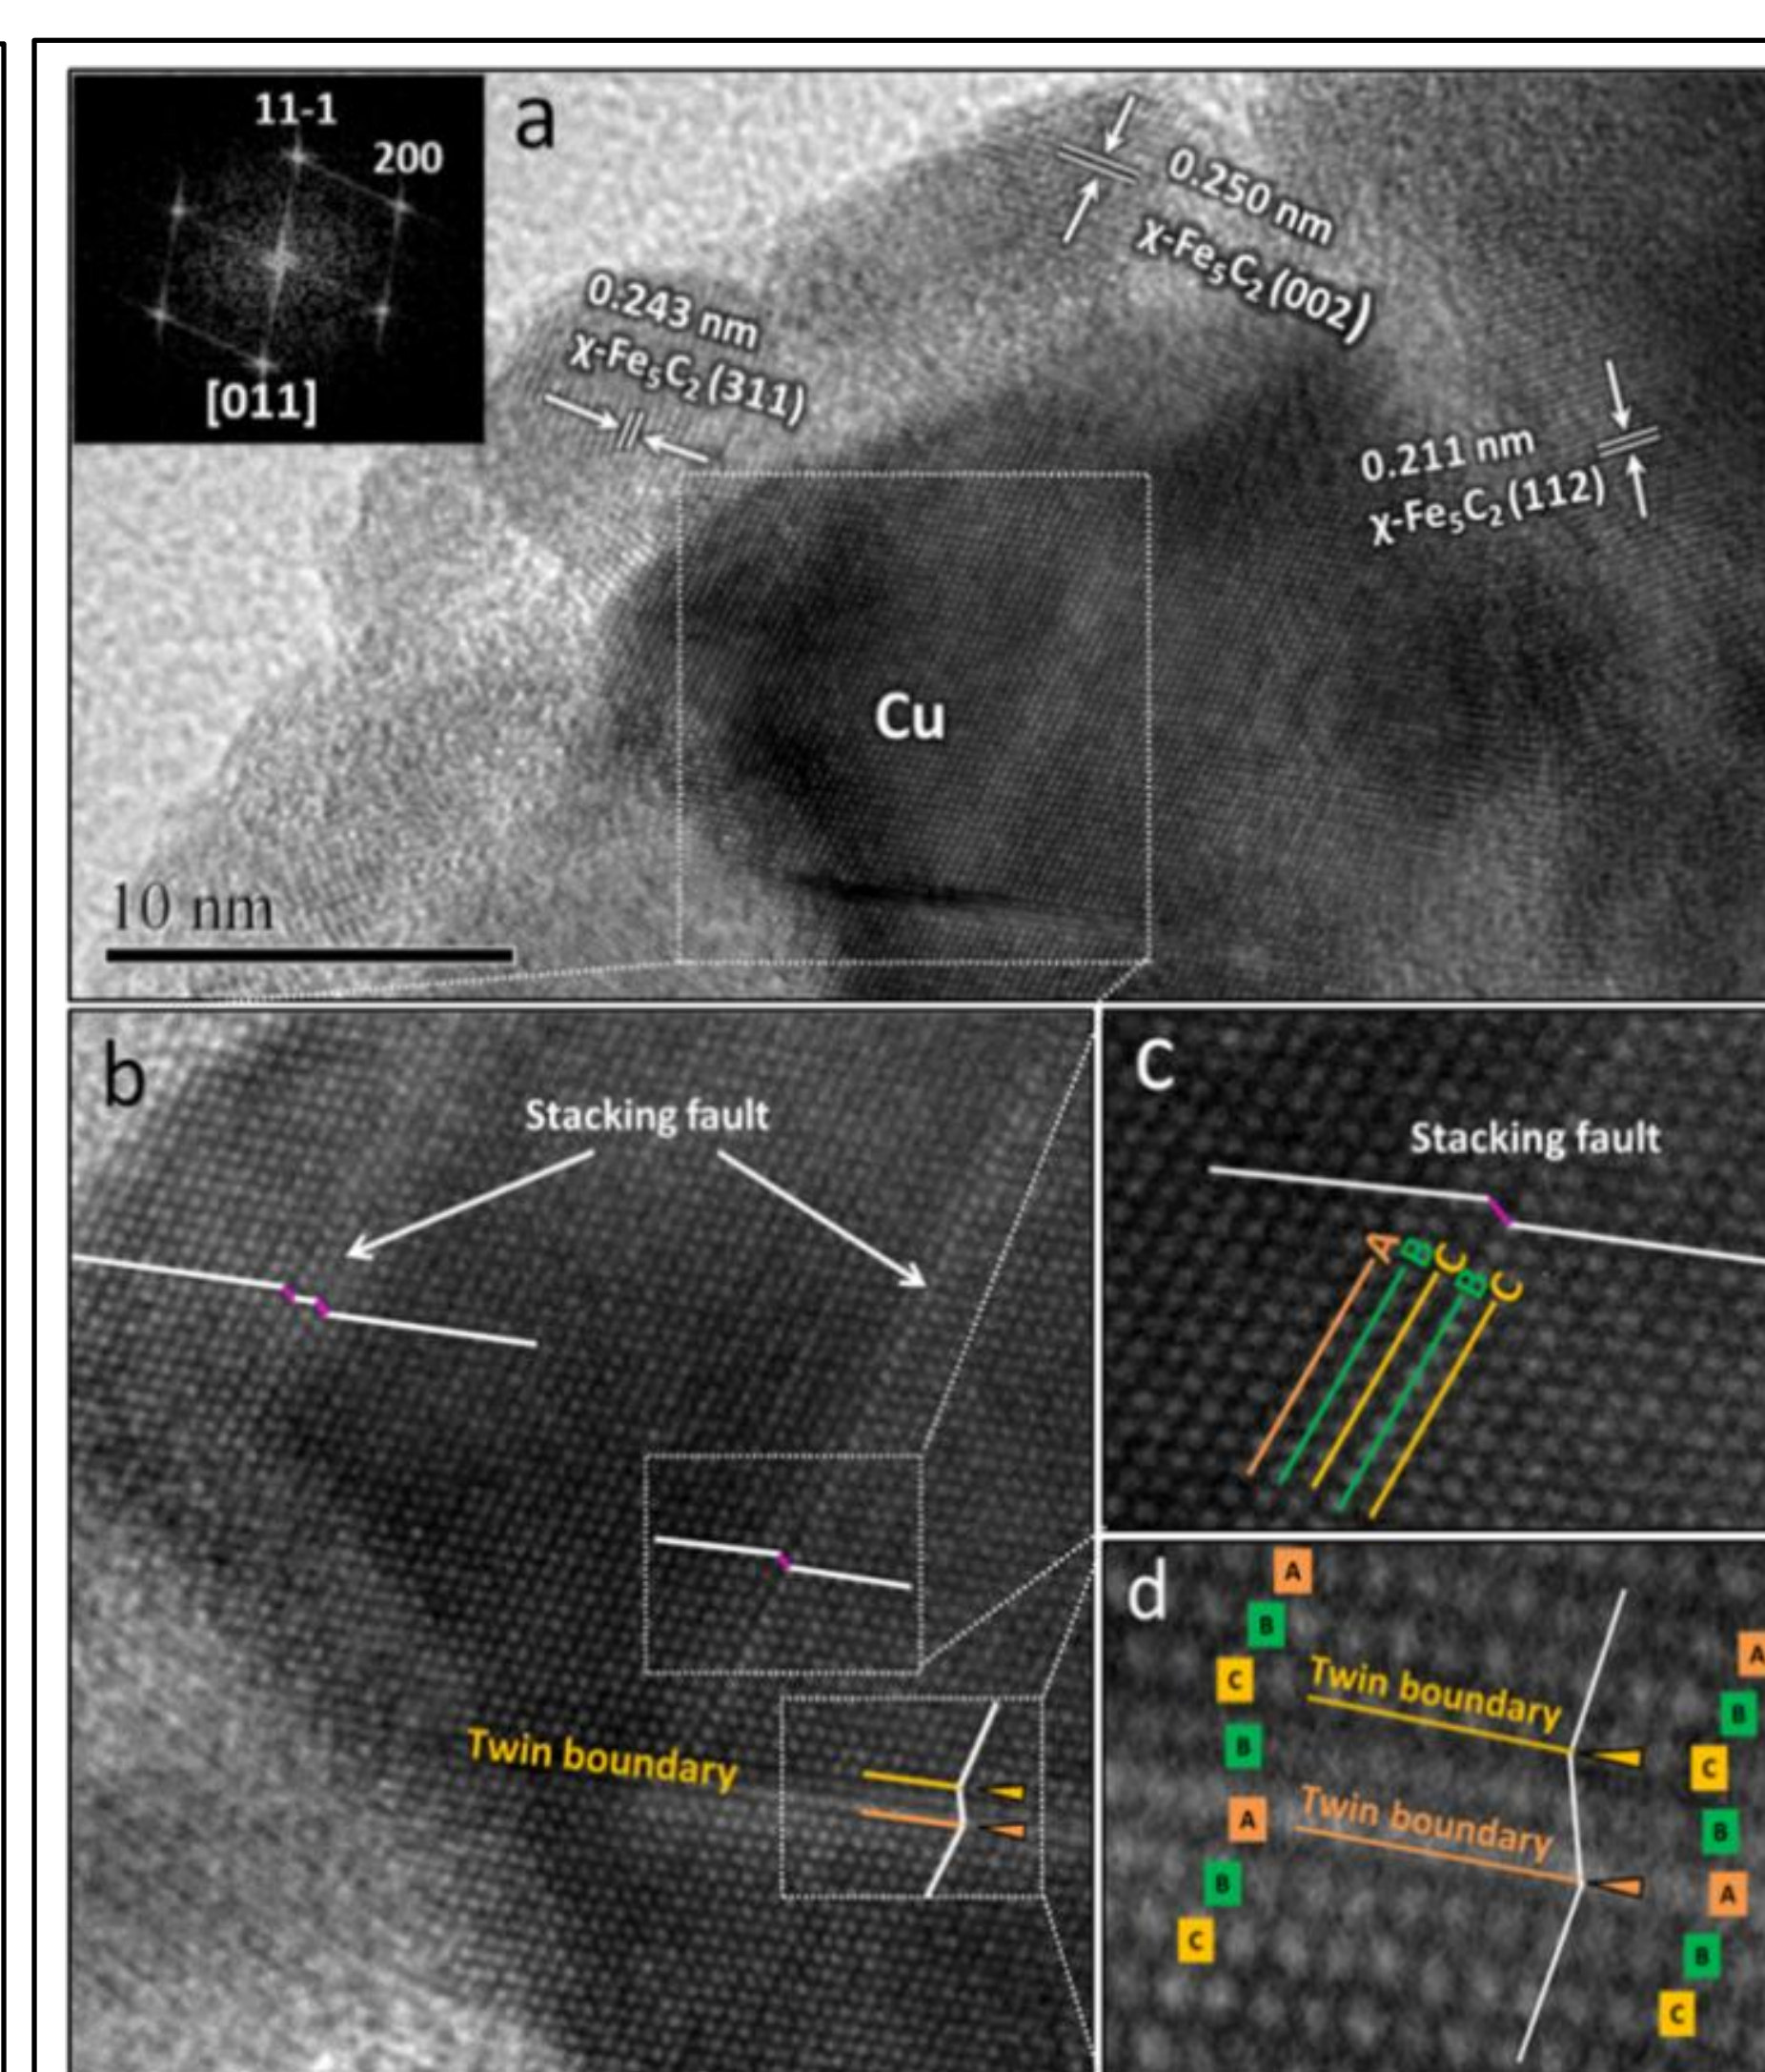 11-1
200
[011]
a
0.250 nm
χ-Fe₅C₂ (002)
0.243 nm
χ-Fe₅C₂ (311)
0.211 nm
χ-Fe₅C₂ (112)
Cu
10 nm
b
Stacking fault
Twin boundary
c
Stacking fault
A
B
C
B
C
d
A
B
C
B
A
B
C
Twin boundary
Twin boundary
A
B
C
B
A
B
C